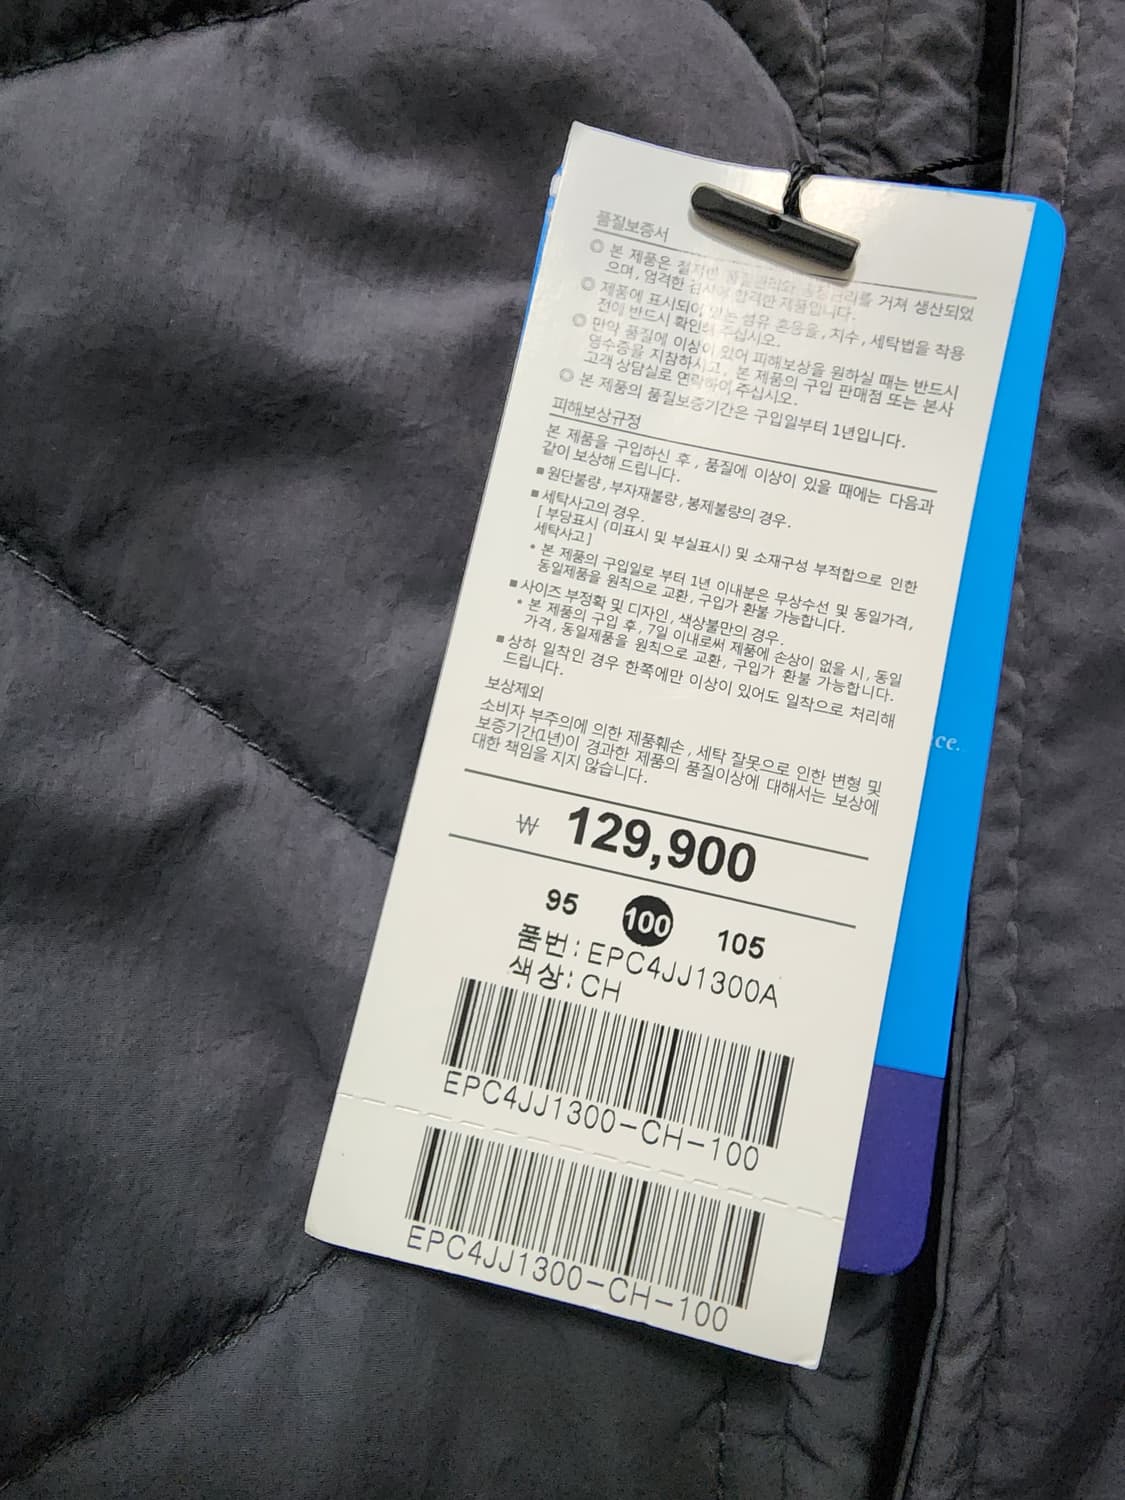 품질보증서
◎ 본 제품은 철저한 품질관리와 공정관리를 거쳐 생산되었
으며, 엄격한 검사에 합격한 제품입니다.
◎ 제품에 표시되어 있는 섬유 혼용율, 치수, 세탁법을 착용
전에 반드시 확인해 주십시오.
◎ 만약 품질에 이상이 있어 피해보상을 원하실 때는 반드시
영수증을 지참하시고, 본 제품의 구입 판매점 또는 본사
고객 상담실로 연락하여 주십시오.
◎ 본 제품의 품질보증기간은 구입일부터 1년입니다.
피해보상규정
본 제품을 구입하신 후, 품질에 이상이 있을 때에는 다음과
같이 보상해 드립니다.
■ 원단불량, 부자재불량, 봉제불량의 경우.
■ 세탁사고의 경우.
[ 부당표시 (미표시 및 부실표시) 및 소재구성 부적합으로 인한
세탁사고]
* 본 제품의 구입일로 부터 1년 이내분은 무상수선 및 동일가격,
동일제품을 원칙으로 교환, 구입가 환불 가능합니다.
■ 사이즈 부정확 및 디자인, 색상불만의 경우.
* 본 제품의 구입 후, 7일 이내로써 제품에 손상이 없을 시, 동일
가격, 동일제품을 원칙으로 교환, 구입가 환불 가능합니다.
■ 상하 일착인 경우 한쪽에만 이상이 있어도 일착으로 처리해
드립니다.
보상제외
소비자 부주의에 의한 제품훼손, 세탁 잘못으로 인한 변형 및
보증기간(1년)이 경과한 제품의 품질이상에 대해서는 보상에
대한 책임을 지지 않습니다.
₩ 129,900
95 100 105
품번: EPC4JJ1300A
색상: CH
EPC4JJ1300-CH-100
EPC4JJ1300-CH-100